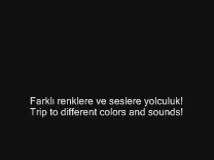 Farklı renklere ve seslere yolculuk!
Trip to different colors and sounds!